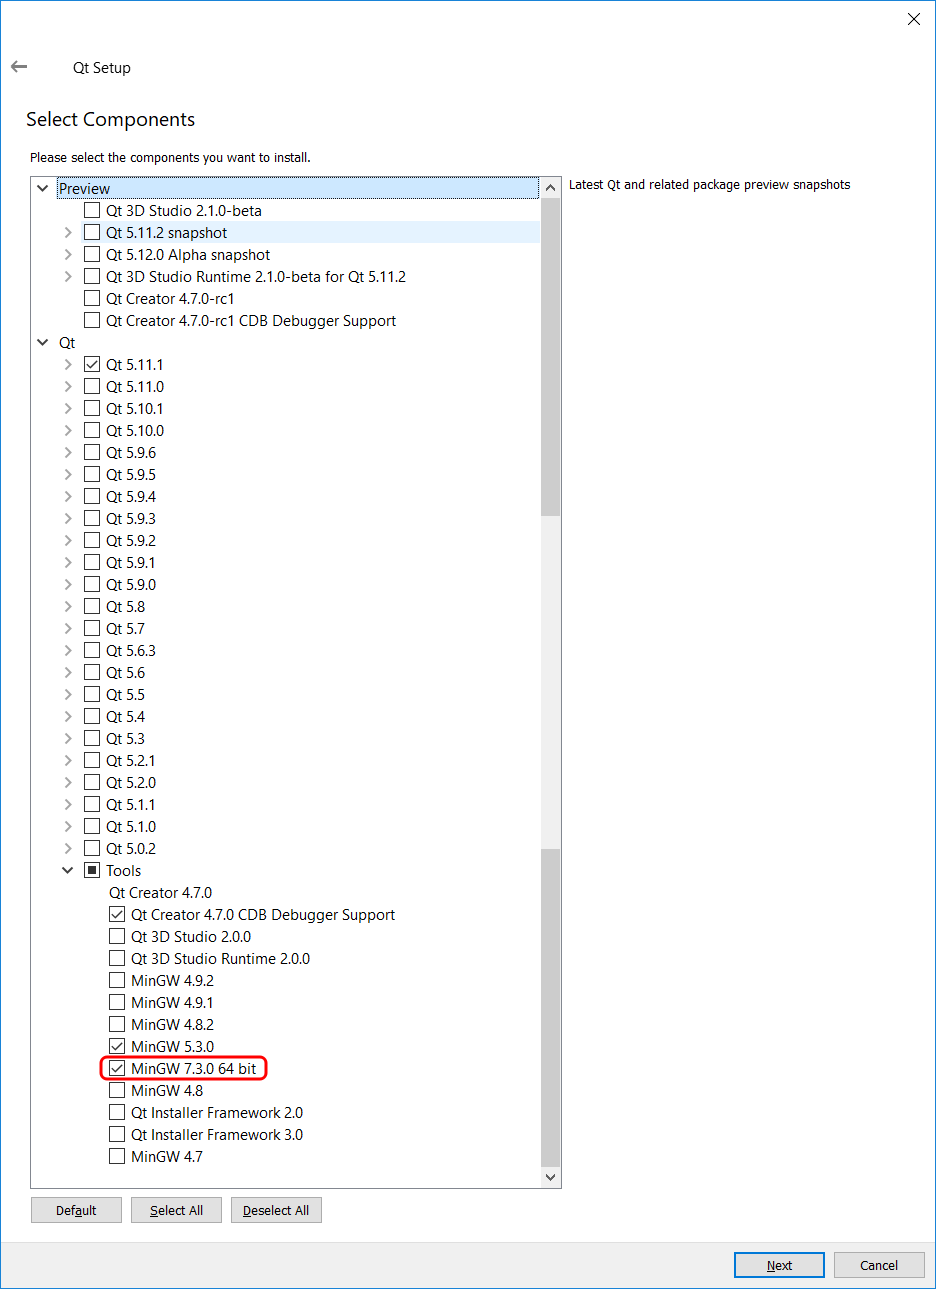 Qt Setup
Select Components
Please select the components you want to install.
Preview
Latest Qt and related package preview snapshots
Qt 3D Studio 2.1.0-beta
Qt 5.11.2 snapshot
Qt 5.12.0 Alpha snapshot
Qt 3D Studio Runtime 2.1.0-beta for Qt 5.11.2
Qt Creator 4.7.0-rc1
Qt Creator 4.7.0-rc1 CDB Debugger Support
Qt
Qt 5.11.1
Qt 5.11.0
Qt 5.10.1
Qt 5.10.0
Qt 5.9.6
Qt 5.9.5
Qt 5.9.4
Qt 5.9.3
Qt 5.9.2
Qt 5.9.1
Qt 5.9.0
Qt 5.8
Qt 5.7
Qt 5.6.3
Qt 5.6
Qt 5.5
Qt 5.4
Qt 5.3
Qt 5.2.1
Qt 5.2.0
Qt 5.1.1
Qt 5.1.0
Qt 5.0.2
Tools
Qt Creator 4.7.0
Qt Creator 4.7.0 CDB Debugger Support
Qt 3D Studio 2.0.0
Qt 3D Studio Runtime 2.0.0
MinGW 4.9.2
MinGW 4.9.1
MinGW 4.8.2
MinGW 5.3.0
MinGW 7.3.0 64 bit
MinGW 4.8
Qt Installer Framework 2.0
Qt Installer Framework 3.0
MinGW 4.7
Default Select All Deselect All
Next Cancel